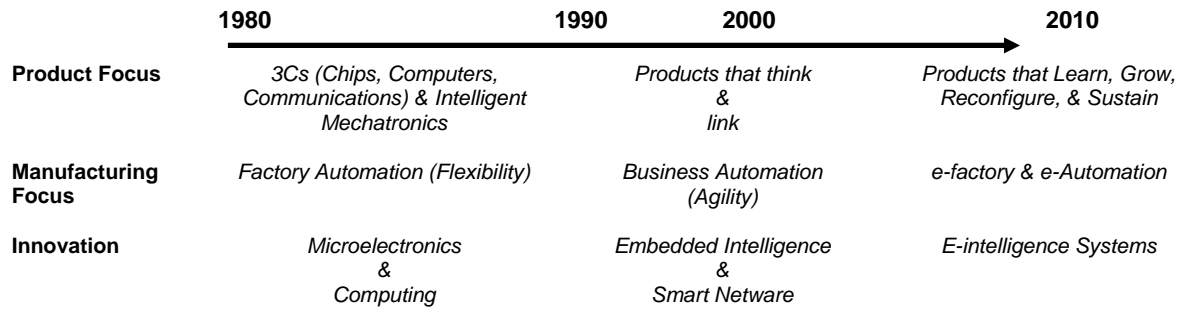 1980 1990 2000 2010
Product Focus
3Cs (Chips, Computers,
Communications) & Intelligent
Mechatronics
Products that think
&
link
Products that Learn, Grow,
Reconfigure, & Sustain
Manufacturing
Focus
Factory Automation (Flexibility)
Business Automation
(Agility)
e-factory & e-Automation
Innovation
Microelectronics
&
Computing
Embedded Intelligence
&
Smart Netware
E-intelligence Systems